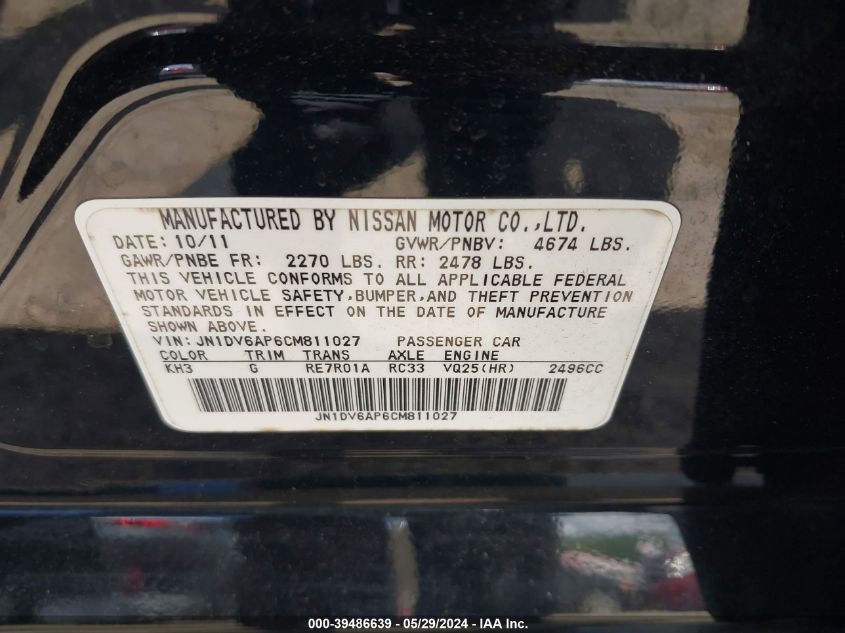 MANUFACTURED BY NISSAN MOTOR CO.,LTD.
DATE: 10/11 GVWR/PNBV: 4674 LBS.
GAWR/PNBE FR: 2270 LBS. RR: 2478 LBS.
THIS VEHICLE CONFORMS TO ALL APPLICABLE FEDERAL
MOTOR VEHICLE SAFETY,BUMPER,AND THEFT PREVENTION
STANDARDS IN EFFECT ON THE DATE OF MANUFACTURE
SHOWN ABOVE.
VIN: JN1DV6AP6CM811027 PASSENGER CAR
COLOR TRIM TRANS AXLE ENGINE
KH3 G RE7R01A RC33 VQ25(HR) 2496CC
JN1DV6AP6CM811027
000-39486639 - 05/29/2024 - IAA Inc.